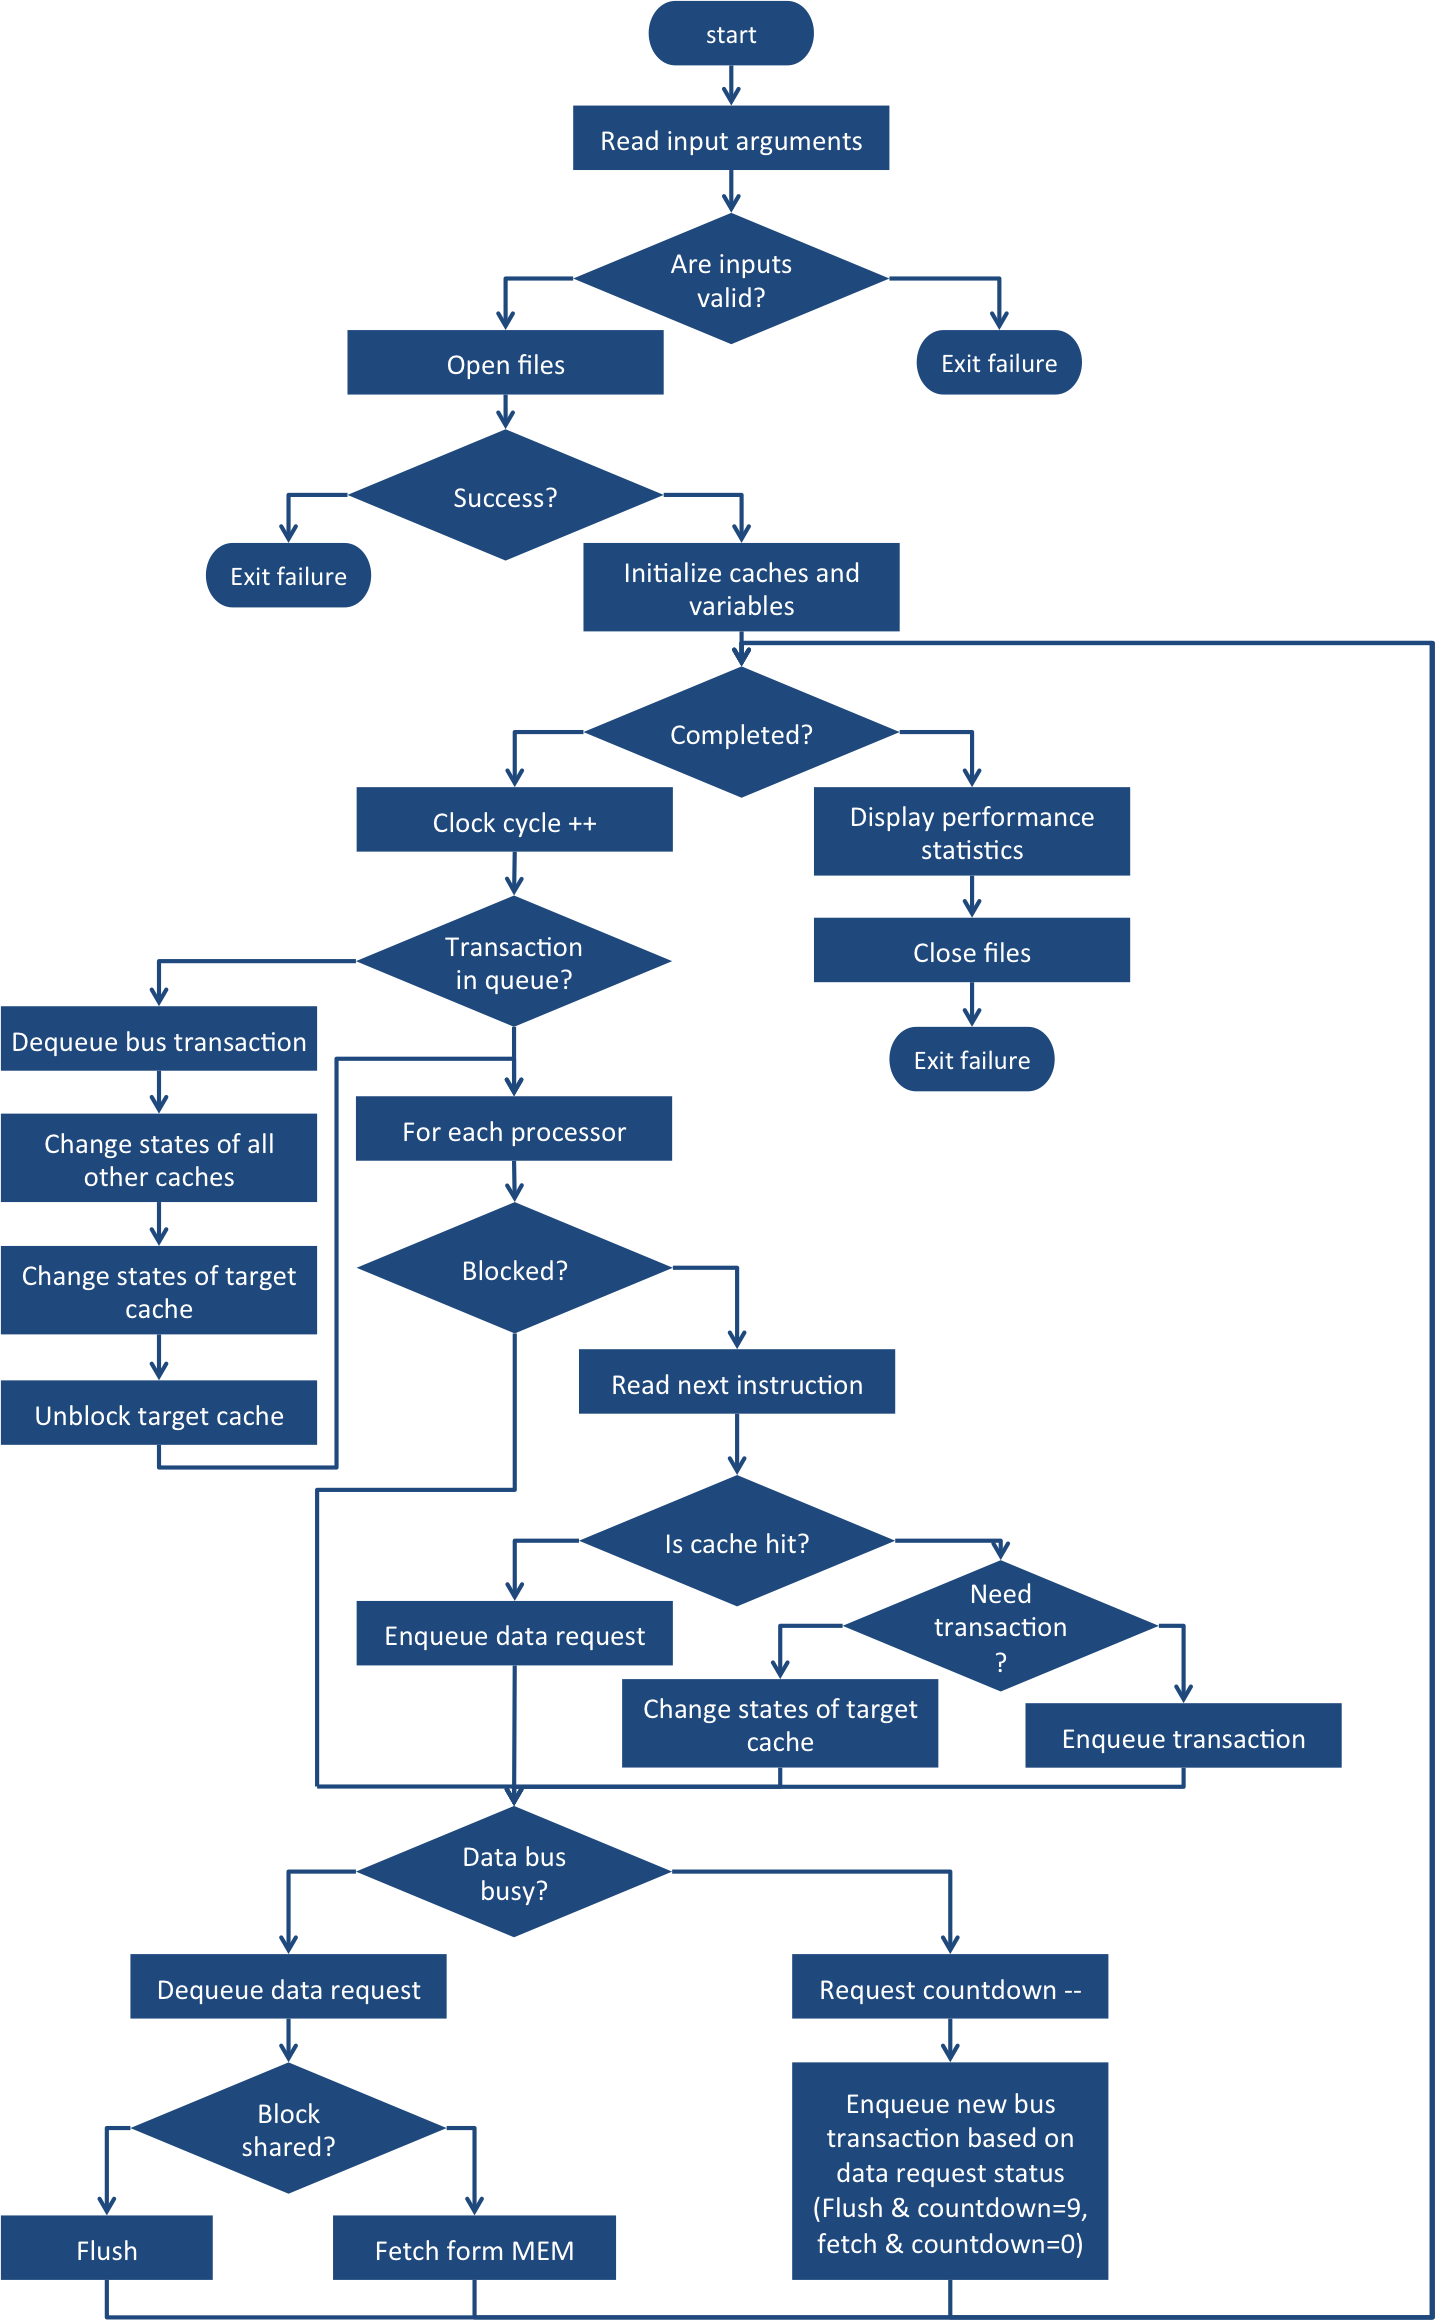 start
Read input arguments
Are inputs
valid?
Open files
Exit failure
Success?
Exit failure
Initialize caches and
variables
Completed?
Clock cycle ++
Display performance
statistics
Transaction
in queue?
Close files
Dequeue bus transaction
Exit failure
For each processor
Change states of all
other caches
Blocked?
Change states of target
cache
Read next instruction
Unblock target cache
Is cache hit?
Need
transaction
?
Enqueue data request
Change states of target
cache
Enqueue transaction
Data bus
busy?
Dequeue data request
Request countdown --
Block
shared?
Enqueue new bus
transaction based on
data request status
(Flush & countdown=9,
fetch & countdown=0)
Flush
Fetch form MEM